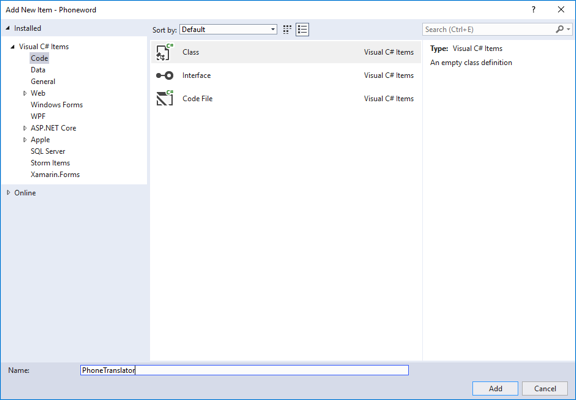 Add New Item - Phoneword
Installed
Sort by: Default
Search (Ctrl+E)
Visual C# Items
Code
Data
General
Web
Windows Forms
WPF
ASP.NET Core
Apple
SQL Server
Storm Items
Xamarin.Forms
Online
Class Visual C# Items
Interface Visual C# Items
Code File Visual C# Items
Type: Visual C# Items
An empty class definition
Name: PhoneTranslator
Add Cancel